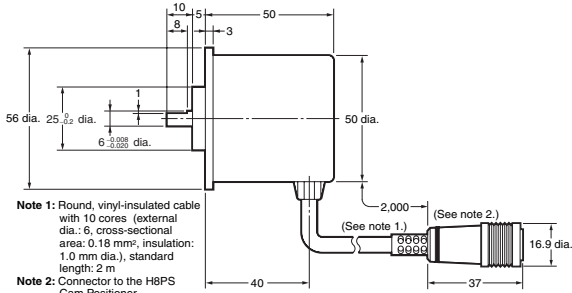 10
5
50
8
3
1
56 dia.
25 0 -0.2 dia.
50 dia.
6 -0.008 -0.020 dia.
2,000
(See note 1.)
(See note 2.)
16.9 dia.
40
37
Note 1: Round, vinyl-insulated cable
with 10 cores (external
dia.: 6, cross-sectional
area: 0.18 mm², insulation:
1.0 mm dia.), standard
length: 2 m
Note 2: Connector to the H8PS
Cam Positioner